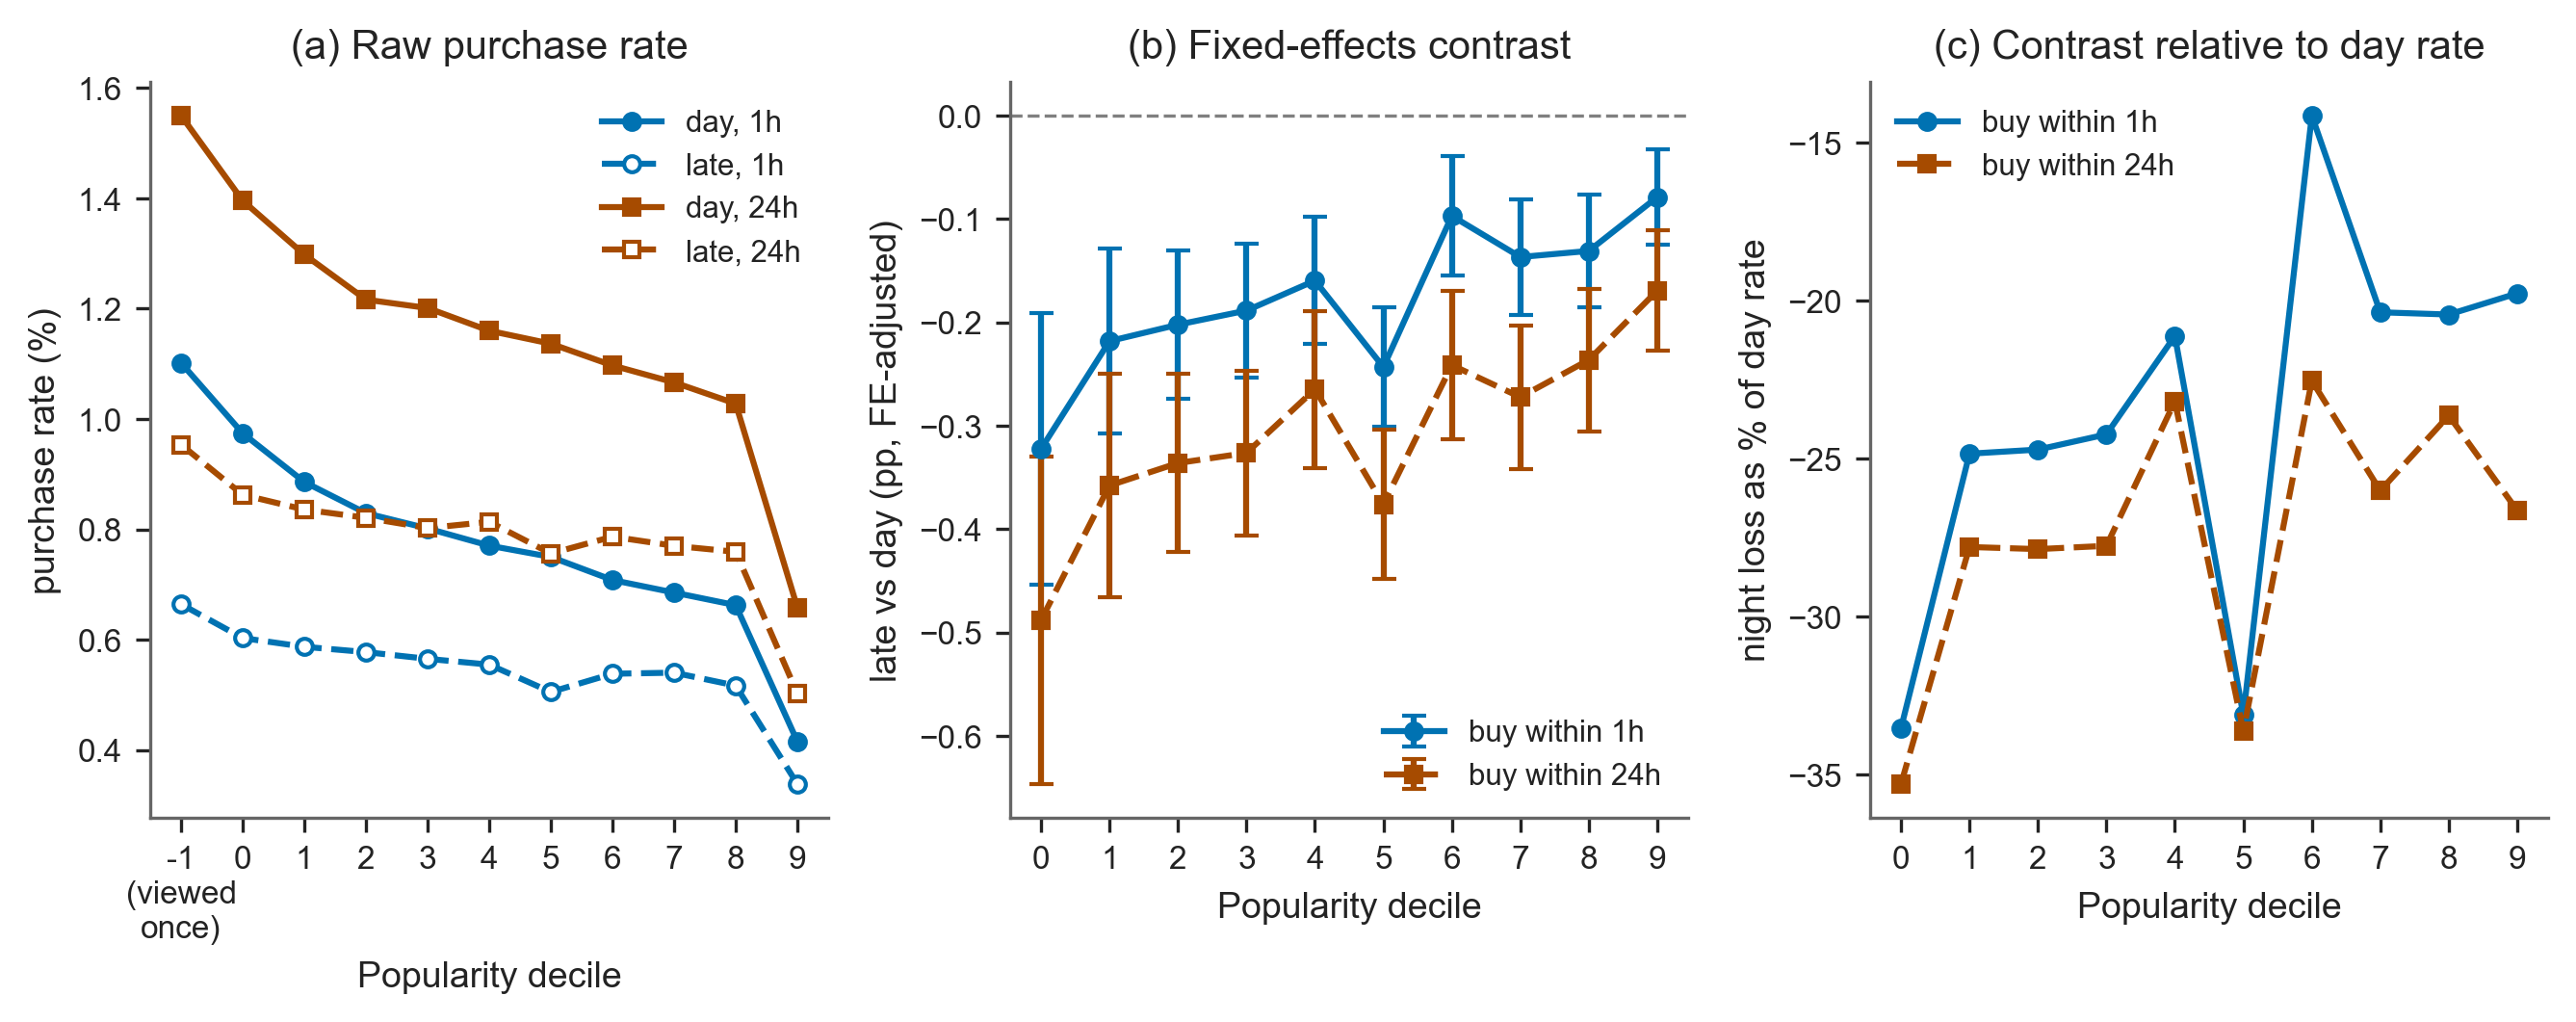 (a) Raw purchase rate
purchase rate (%)
1.6
1.4
1.2
1.0
0.8
0.6
0.4
day, 1h
late, 1h
day, 24h
late, 24h
-1 0 1 2 3 4 5 6 7 8 9
(viewed
once)
Popularity decile
(b) Fixed-effects contrast
late vs day (pp, FE-adjusted)
0.0
−0.1
−0.2
−0.3
−0.4
−0.5
−0.6
buy within 1h
buy within 24h
0 1 2 3 4 5 6 7 8 9
Popularity decile
(c) Contrast relative to day rate
night loss as % of day rate
−15
−20
−25
−30
−35
buy within 1h
buy within 24h
0 1 2 3 4 5 6 7 8 9
Popularity decile